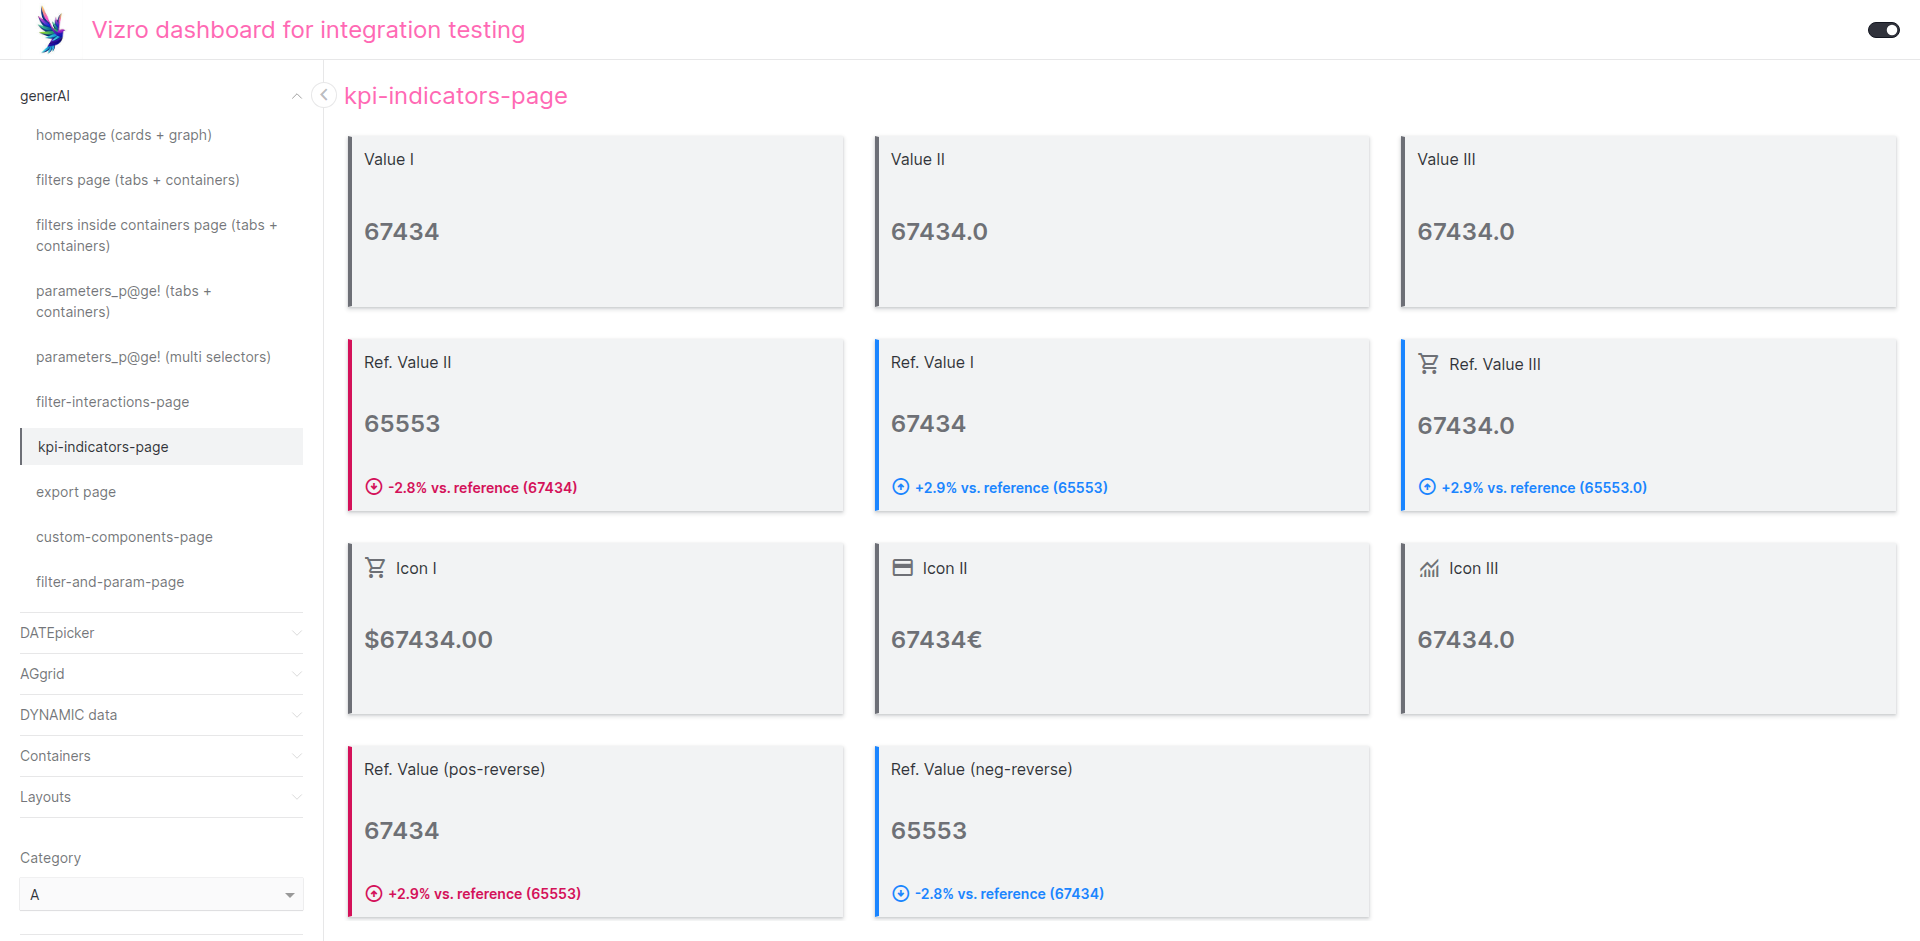 Vizro dashboard for integration testing
generAI
homepage (cards + graph)
filters page (tabs + containers)
filters inside containers page (tabs +
containers)
parameters_p@ge! (tabs +
containers)
parameters_p@ge! (multi selectors)
filter-interactions-page
kpi-indicators-page
export page
custom-components-page
filter-and-param-page
DATEpicker
AGgrid
DYNAMIC data
Containers
Layouts
Category
A
kpi-indicators-page
Value I
67434
Value II
67434.0
Value III
67434.0
Ref. Value II
65553
-2.8% vs. reference (67434)
Ref. Value I
67434
+2.9% vs. reference (65553)
Ref. Value III
67434.0
+2.9% vs. reference (65553.0)
Icon I
$67434.00
Icon II
67434€
Icon III
67434.0
Ref. Value (pos-reverse)
67434
+2.9% vs. reference (65553)
Ref. Value (neg-reverse)
65553
-2.8% vs. reference (67434)